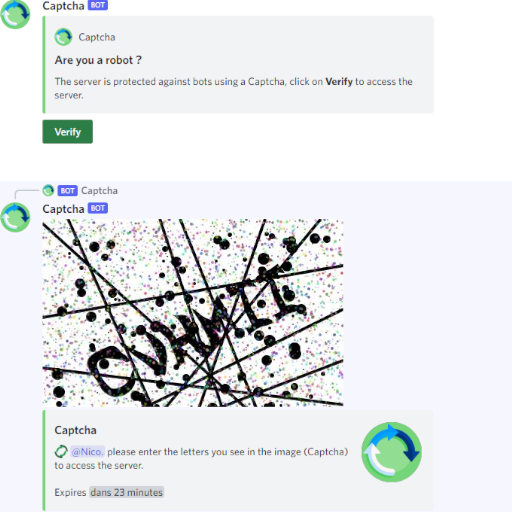 Captcha BOT
Captcha
Are you a robot ?
The server is protected against bots using a Captcha, click on Verify to access the
server.
Verify
BOT Captcha
Captcha BOT
Captcha
@Nico. please enter the letters you see in the image (Captcha)
to access the server.
Expires dans 23 minutes